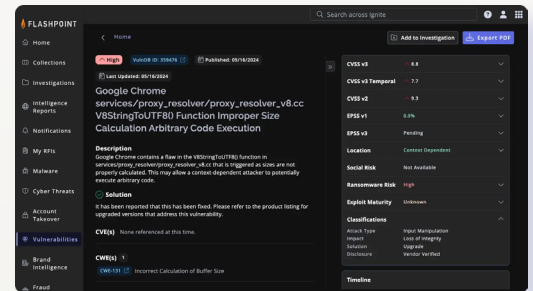 FLASHPOINT
Search across Ignite
Home
Collections
Investigations
Intelligence
Reports
Notifications
My RFIs
Malware
Cyber Threats
Account
Takeover
Vulnerabilities
Brand
Intelligence
Fraud
Home
Add to Investigation
Export PDF
High
VulnDB ID: 359476
Published: 05/16/2024
Last Updated: 05/16/2024
Google Chrome
services/proxy_resolver/proxy_resolver_v8.cc
V8StringToUTF8() Function Improper Size
Calculation Arbitrary Code Execution
Description
Google Chrome contains a flaw in the V8StringToUTF8() function in
services/proxy_resolver/proxy_resolver_v8.cc that is triggered as sizes are not
properly calculated. This may allow a context-dependent attacker to potentially
execute arbitrary code.
Solution
It has been reported that this has been fixed. Please refer to the product listing for
upgraded versions that address this vulnerability.
CVE(s) None referenced at this time.
CWE(s) 1
CWE-131 Incorrect Calculation of Buffer Size
CVSS v3 8.8
CVSS v3 Temporal 7.7
CVSS v2 9.3
EPSS v1 0.0%
EPSS v3 Pending
Location Context Dependent
Social Risk Not Available
Ransomware Risk High
Exploit Maturity Unknown
Classifications
Attack Type Input Manipulation
Impact Loss of Integrity
Solution Upgrade
Disclosure Vendor Verified
Timeline